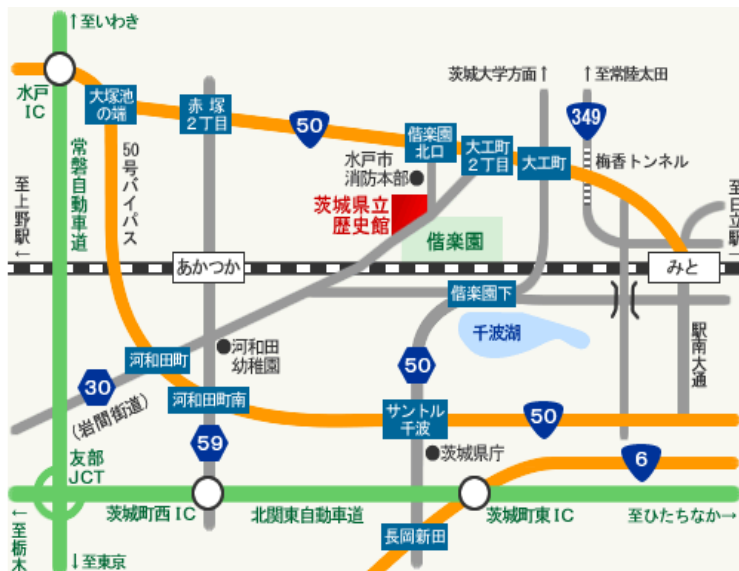 ↑至いわき
水戸
IC
大塚池
の端
赤塚
2丁目
50
偕楽園
北口
大工町
2丁目
大工町
茨城大学方面↑
↑至常陸太田
349
梅香トンネル
水戸市
消防本部●
茨城県立
歴史館
偕楽園
至上野駅
↓
常磐自動車道
50号バイパス
至日立駅
→
あかつか
みと
偕楽園下
千波湖
駅南大通
河和田町
●河和田
幼稚園
30
(岩間街道)
河和田町南
50
サントル
千波
50
59
●茨城県庁
6
友部
JCT
茨城町西IC
北関東自動車道
茨城町東IC
至ひたちなか→
←至栃木
↓至東京
長岡新田